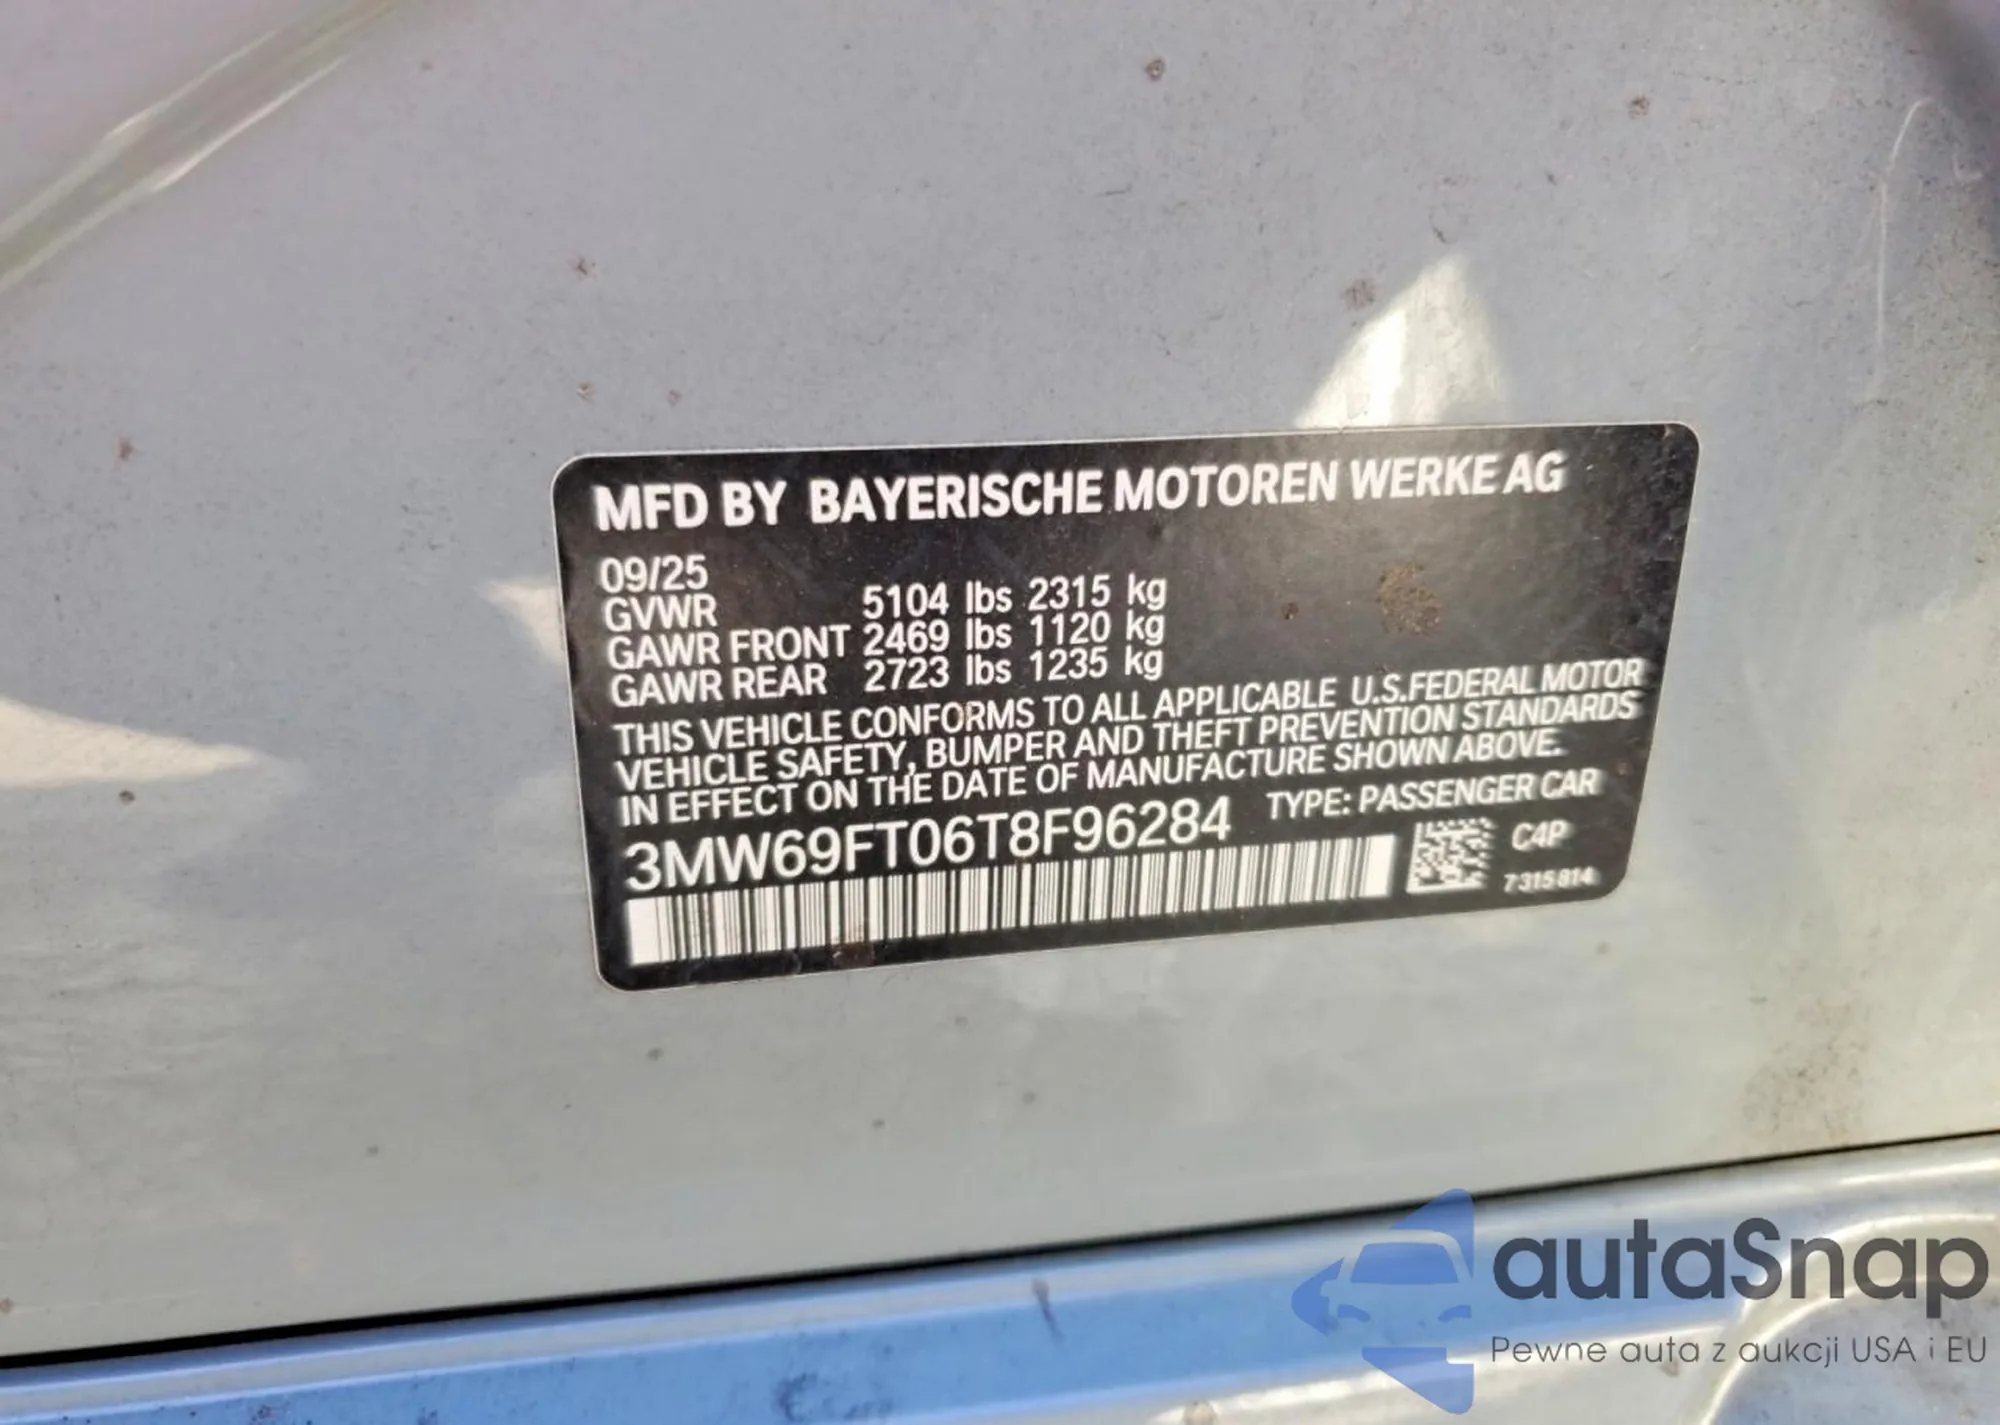 MFD BY BAYERISCHE MOTOREN WERKE AG
09/25
GVWR 5104 lbs 2315 kg
GAWR FRONT 2469 lbs 1120 kg
GAWR REAR 2723 lbs 1235 kg
THIS VEHICLE CONFORMS TO ALL APPLICABLE U.S.FEDERAL MOTOR
VEHICLE SAFETY, BUMPER AND THEFT PREVENTION STANDARDS
IN EFFECT ON THE DATE OF MANUFACTURE SHOWN ABOVE.
3MW69FT06T8F96284 TYPE: PASSENGER CAR
C4P
7315814
autaSnap
Pewne auta z aukcji USA i EU